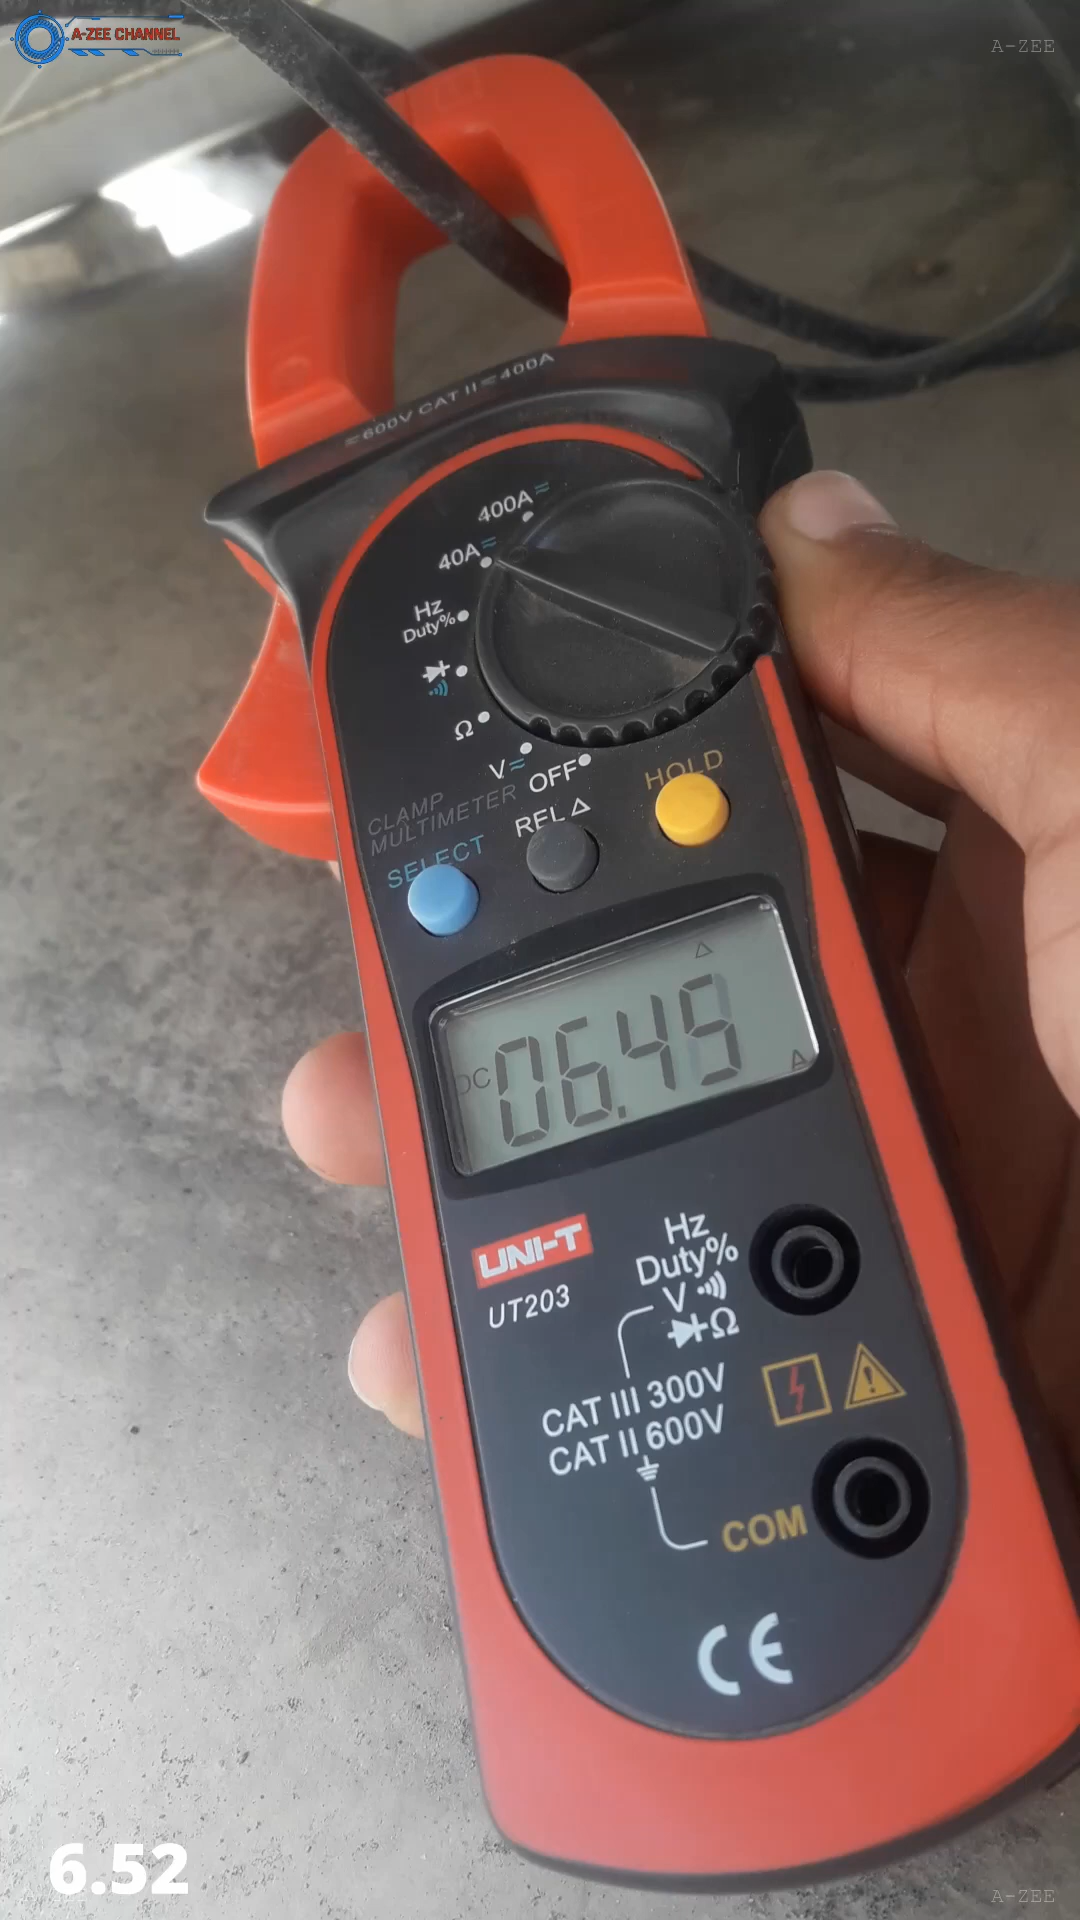 A-ZEE CHANNEL
A-ZEE
≂600V CAT II ≂400A
400A ≂
40A ≂
Hz
Duty%
Ω
V ≂
OFF
CLAMP
MULTIMETER
SELECT
REL △
HOLD
△
DC 06.45 A
UNI-T
UT203
Hz
Duty%
V
Ω
CAT III 300V
CAT II 600V
COM
CE
6.52
A-ZEE